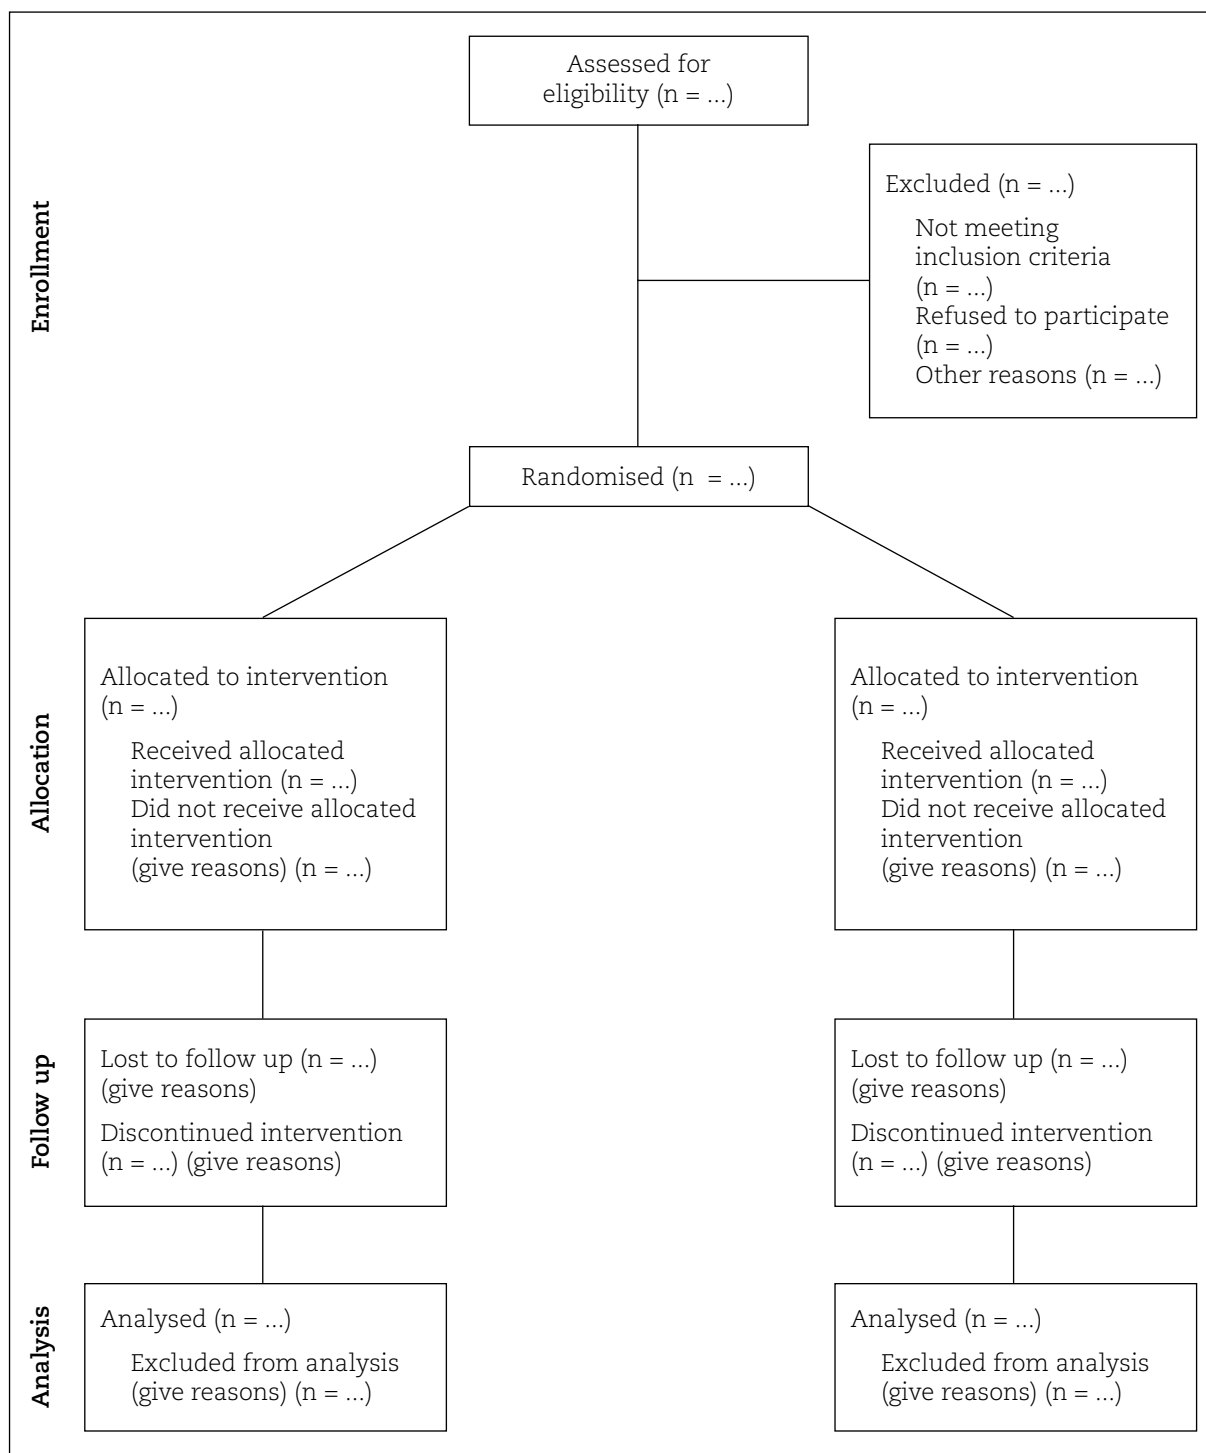 Assessed for
eligibility (n = ...)
Enrollment
Excluded (n = ...)
Not meeting
inclusion criteria
(n = ...)
Refused to participate
(n = ...)
Other reasons (n = ...)
Randomised (n  = ...)
Allocation
Allocated to intervention
(n = ...)
Received allocated
intervention (n = ...)
Did not receive allocated
intervention
(give reasons) (n = ...)
Allocated to intervention
(n = ...)
Received allocated
intervention (n = ...)
Did not receive allocated
intervention
(give reasons) (n = ...)
Follow up
Lost to follow up (n = ...)
(give reasons)
Discontinued intervention
(n = ...) (give reasons)
Lost to follow up (n = ...)
(give reasons)
Discontinued intervention
(n = ...) (give reasons)
Analysis
Analysed (n = ...)
Excluded from analysis
(give reasons) (n = ...)
Analysed (n = ...)
Excluded from analysis
(give reasons) (n = ...)